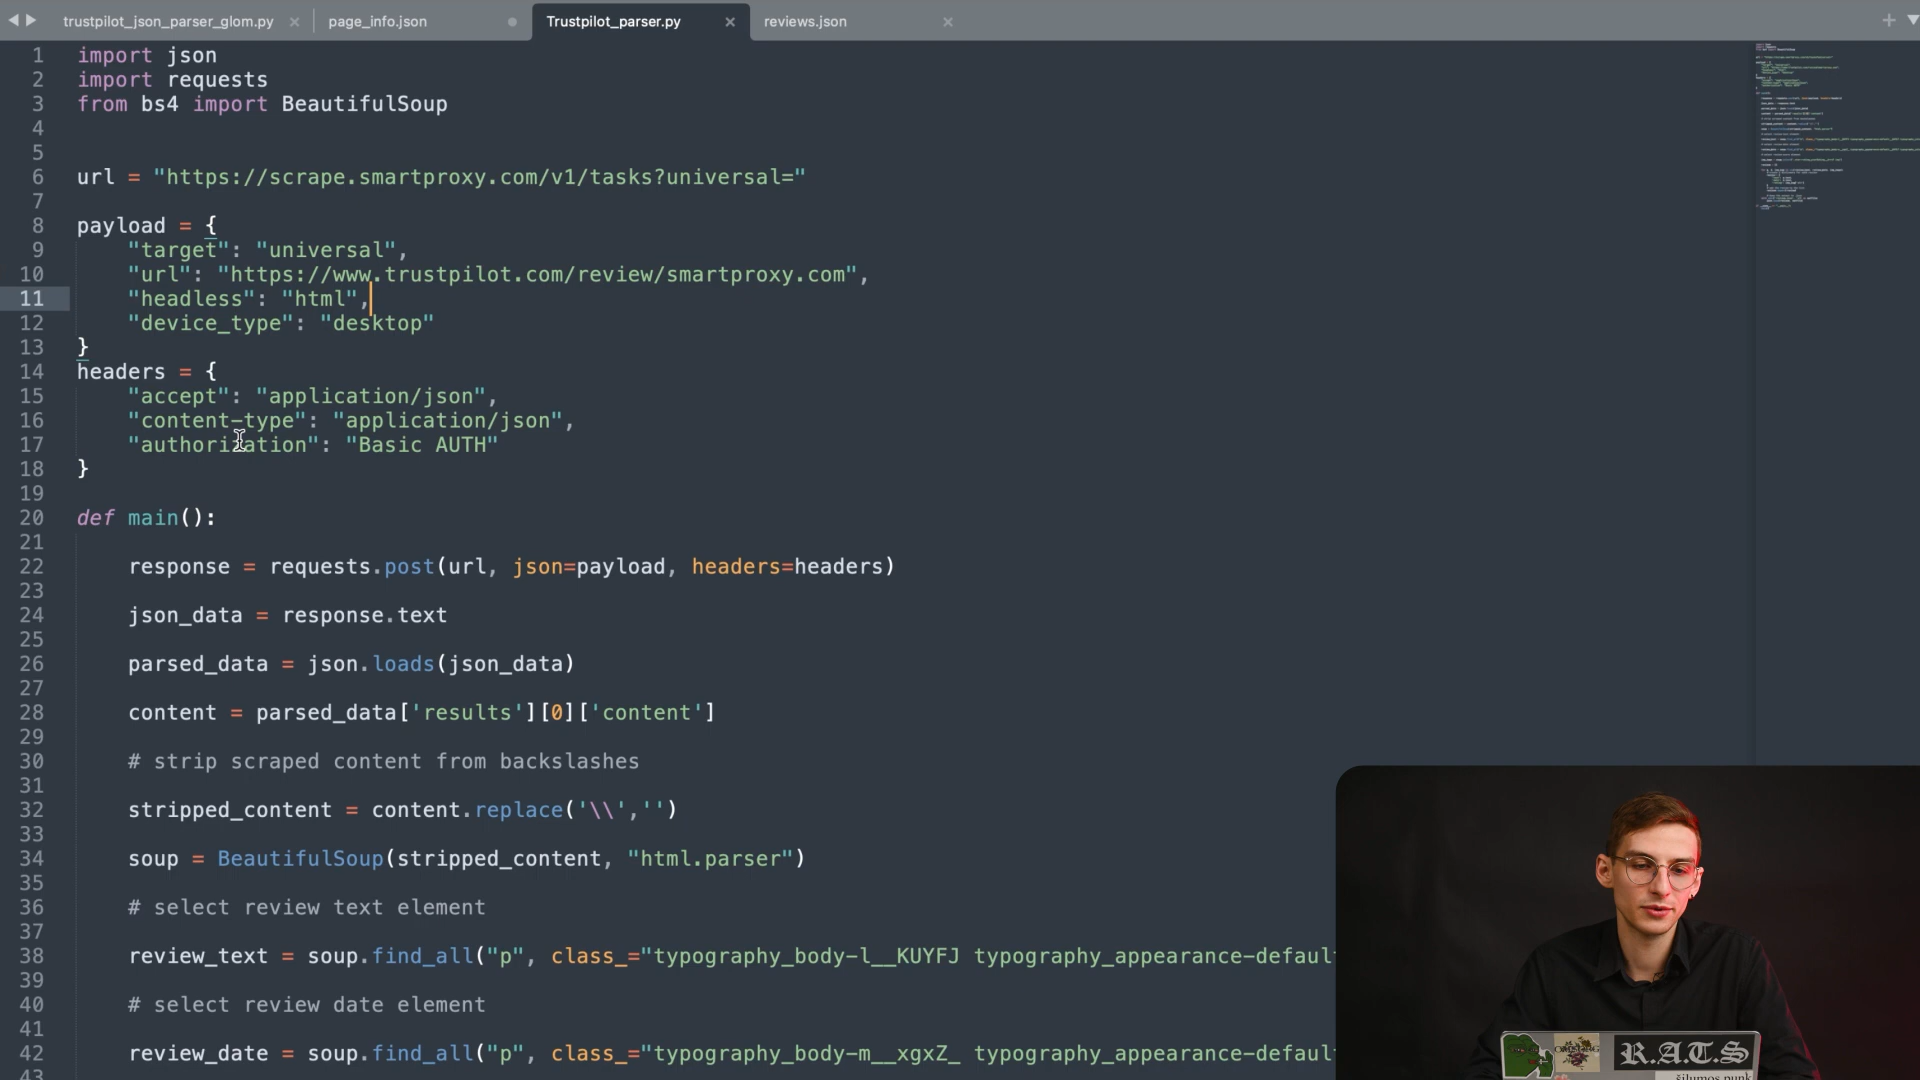 trustpilot_json_parser_glom.py
page_info.json
Trustpilot_parser.py
reviews.json
1 import json
2 import requests
3 from bs4 import BeautifulSoup
4
5
6 url = "https://scrape.smartproxy.com/v1/tasks?universal="
7
8 payload = {
9 "target": "universal",
10 "url": "https://www.trustpilot.com/review/smartproxy.com",
11 "headless": "html",
12 "device_type": "desktop"
13 }
14 headers = {
15 "accept": "application/json",
16 "content-type": "application/json",
17 "authorization": "Basic AUTH"
18 }
19
20 def main():
21
22 response = requests.post(url, json=payload, headers=headers)
23
24 json_data = response.text
25
26 parsed_data = json.loads(json_data)
27
28 content = parsed_data['results'][0]['content']
29
30 # strip scraped content from backslashes
31
32 stripped_content = content.replace('\\','')
33
34 soup = BeautifulSoup(stripped_content, "html.parser")
35
36 # select review text element
37
38 review_text = soup.find_all("p", class_="typography_body-l__KUYFJ typography_appearance-default
39
40 # select review date element
41
42 review_date = soup.find_all("p", class_="typography_body-m__xgxZ_ typography_appearance-default
43
R.A.T.S
šilumos punk